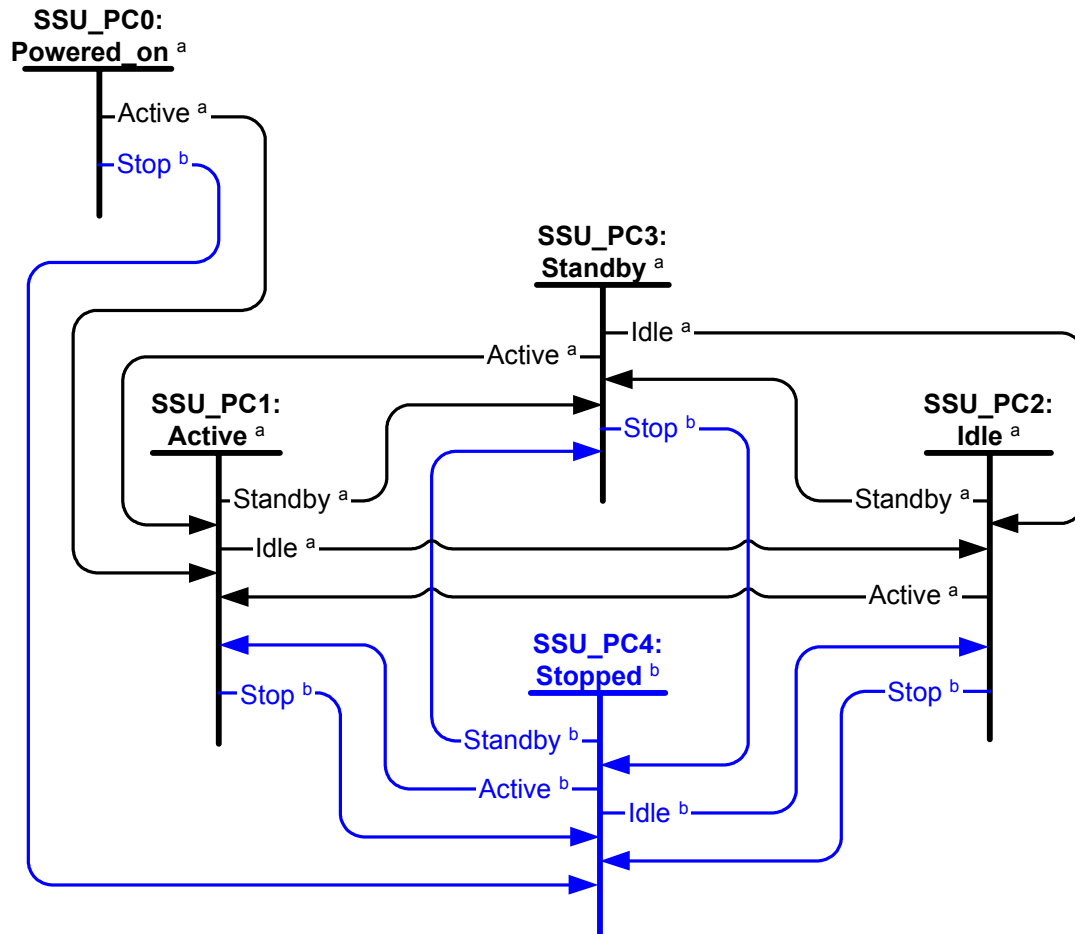 SSU_PC0:
Powered_on a
Active a
Stop b
SSU_PC3:
Standby a
Idle a
Active a
Stop b
SSU_PC1:
Active a
Standby a
Idle a
Stop b
SSU_PC2:
Idle a
Standby a
Active a
Stop b
SSU_PC4:
Stopped b
Standby b
Active b
Idle b